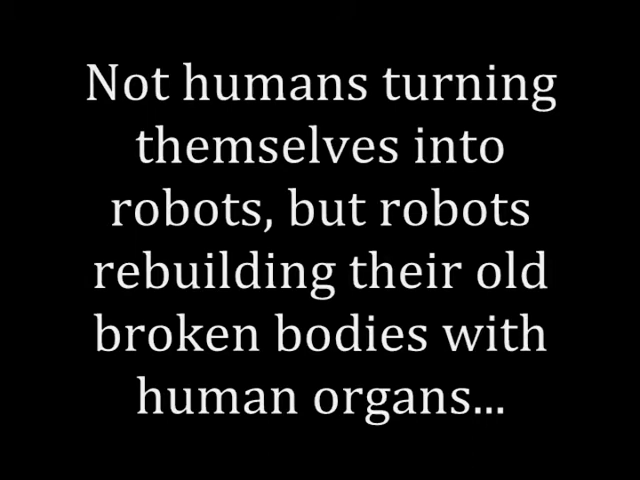 Not humans turning
themselves into
robots, but robots
rebuilding their old
broken bodies with
human organs...